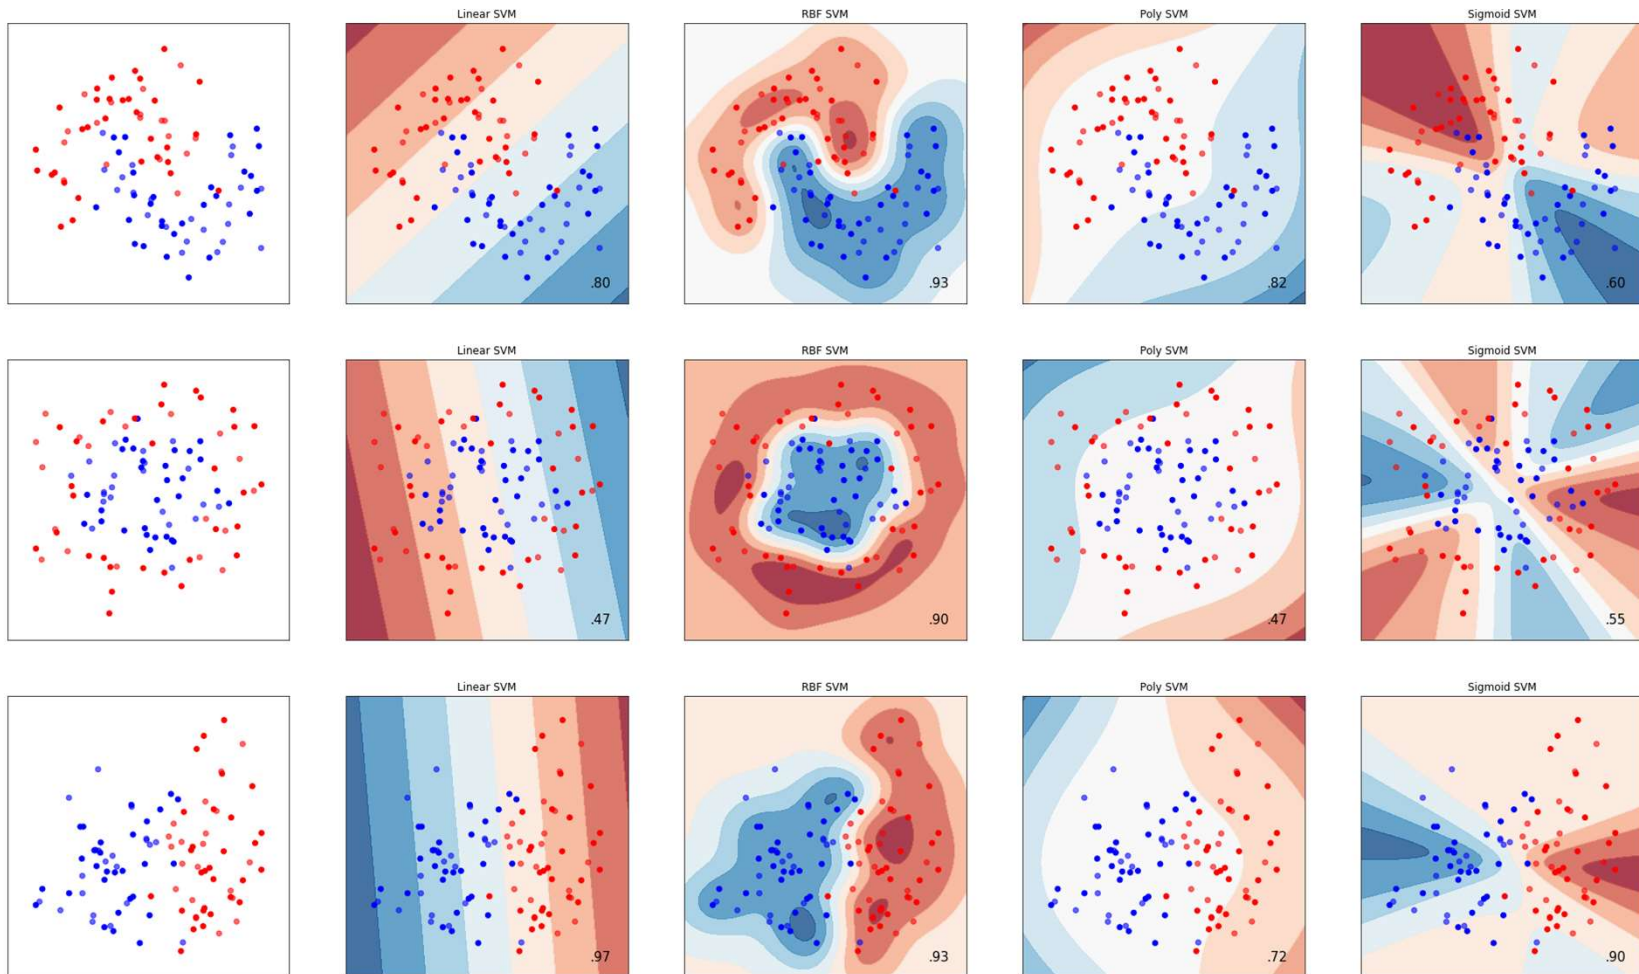 Linear SVM
RBF SVM
Poly SVM
Sigmoid SVM
.80
.93
.82
.60
Linear SVM
RBF SVM
Poly SVM
Sigmoid SVM
.47
.90
.47
.55
Linear SVM
RBF SVM
Poly SVM
Sigmoid SVM
.97
.93
.72
.90